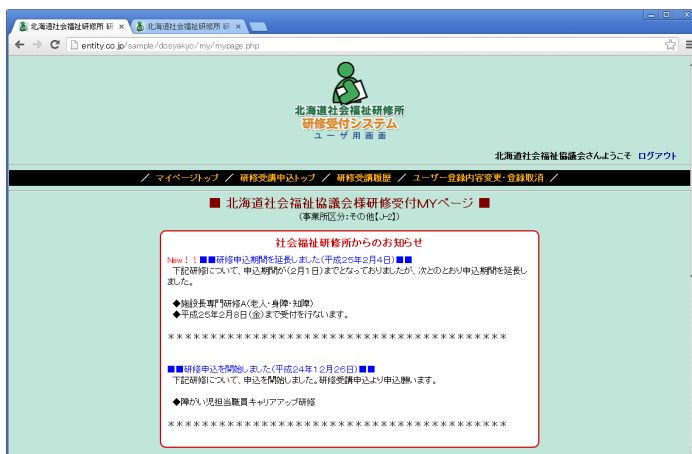 北海道社会福祉研修所 研 × 北海道社会福祉研修所 研 ×
entity.co.jp/sample/dosyakyo/my/mypage.php
北海道社会福祉研修所
研修受付システム
ユーザ用画面
北海道社会福祉協議会さんようこそ ログアウト
／ マイページトップ ／ 研修受講申込トップ ／ 研修受講履歴 ／ ユーザー登録内容変更・登録取消 ／
■ 北海道社会福祉協議会様研修受付MYページ ■
(事業所区分:その他【J-2】)
社会福祉研修所からのお知らせ
New！！■■研修申込期間を延長しました(平成25年2月4日)■■
下記研修について、申込期間が(2月1日)までとなっておりましたが、次のとおり申込期間を延長し
ました。
◆施設長専門研修A(老人・身障・知障)
◆平成25年2月8日(金)まで受付を行ないます。
＊＊＊＊＊＊＊＊＊＊＊＊＊＊＊＊＊＊＊＊＊＊＊＊＊＊＊＊＊＊＊＊＊＊＊＊＊＊＊＊
■■研修申込を開始しました(平成24年12月26日)■■
下記研修について、申込を開始しました。研修受講申込より申込願います。
◆障がい児担当職員キャリアアップ研修
＊＊＊＊＊＊＊＊＊＊＊＊＊＊＊＊＊＊＊＊＊＊＊＊＊＊＊＊＊＊＊＊＊＊＊＊＊＊＊＊